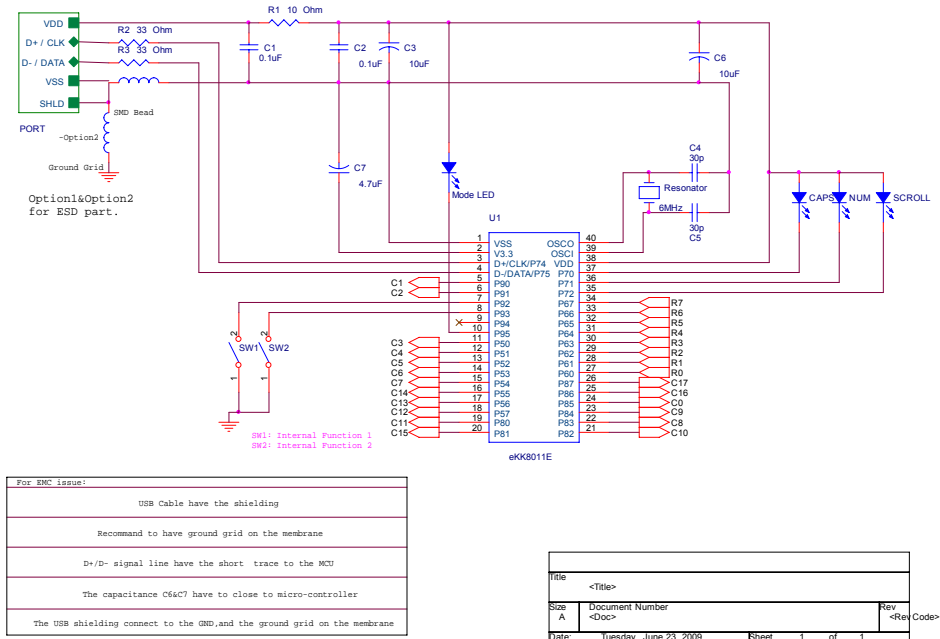 VDD
D+ / CLK
D- / DATA
VSS
SHLD
PORT
R1 10 Ohm
R2 33 Ohm
R3 33 Ohm
C1
0.1uF
C2
0.1uF
C3
10uF
C6
10uF
SMD Bead
-Option2
Ground Grid
Option1&Option2
for ESD part.
C7
4.7uF
Mode LED
C4
30p
Resonator
6MHz
30p
C5
CAPS
NUM
SCROLL
U1
1 VSS OSCO 40
2 V3.3 OSCI 39
3 D+/CLK/P74 VDD 38
4 D-/DATA/P75 P70 37
C1 5 P90 P71 36
C2 6 P91 P72 35
7 P92 P67 34 R7
8 P93 P66 33 R6
9 P94 P65 32 R5
10 P95 P64 31 R4
C3 11 P50 P63 30 R3
C4 12 P51 P62 29 R2
C5 13 P52 P61 28 R1
C6 14 P53 P60 27 R0
C7 15 P54 P87 26 C17
C14 16 P55 P86 25 C16
C13 17 P56 P85 24 C0
C12 18 P57 P84 23 C9
C11 19 P80 P83 22 C8
C15 20 P81 P82 21 C10
eKK8011E
2 2
SW1 SW2
1 1
SW1: Internal Function 1
SW2: Internal Function 2
For EMC issue:
USB Cable have the shielding
Recommand to have ground grid on the membrane
D+/D- signal line have the short trace to the MCU
The capacitance C6&C7 have to close to micro-controller
The USB shielding connect to the GND,and the ground grid on the membrane
Title
<Title>
Size Document Number Rev
A <Doc> <RevCode>
Date: Tuesday, June 23, 2009 Sheet 1 of 1